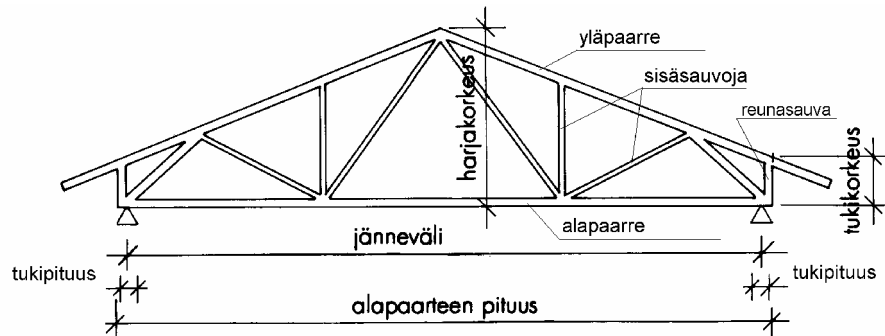 yläpaarre
sisäsauvoja
reunasauva
harjakorkeus
tukikorkeus
alapaarre
jänneväli
tukipituus
tukipituus
alapaarteen pituus